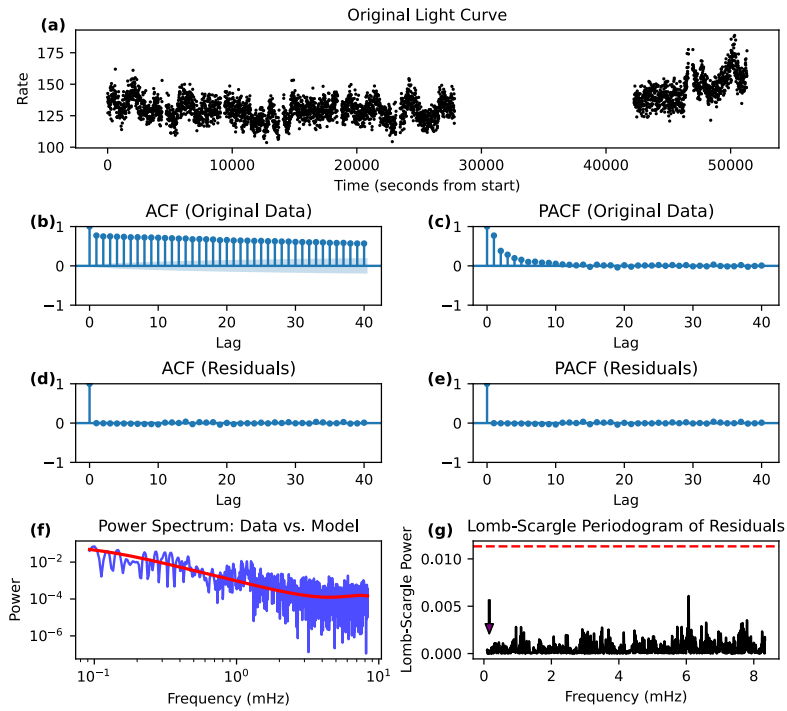 (a)
Original Light Curve
Rate
175
150
125
100
0
10000
20000
30000
40000
50000
Time (seconds from start)
(b)
ACF (Original Data)
1
0
−1
0
10
20
30
40
Lag
(c)
PACF (Original Data)
1
0
−1
0
10
20
30
40
Lag
(d)
ACF (Residuals)
1
0
−1
0
10
20
30
40
Lag
(e)
PACF (Residuals)
1
0
−1
0
10
20
30
40
Lag
(f)
Power Spectrum: Data vs. Model
Power
10⁻²
10⁻⁴
10⁻⁶
10⁻¹
10⁰
10¹
Frequency (mHz)
(g)
Lomb-Scargle Periodogram of Residuals
Lomb-Scargle Power
0.010
0.005
0.000
0
2
4
6
8
Frequency (mHz)